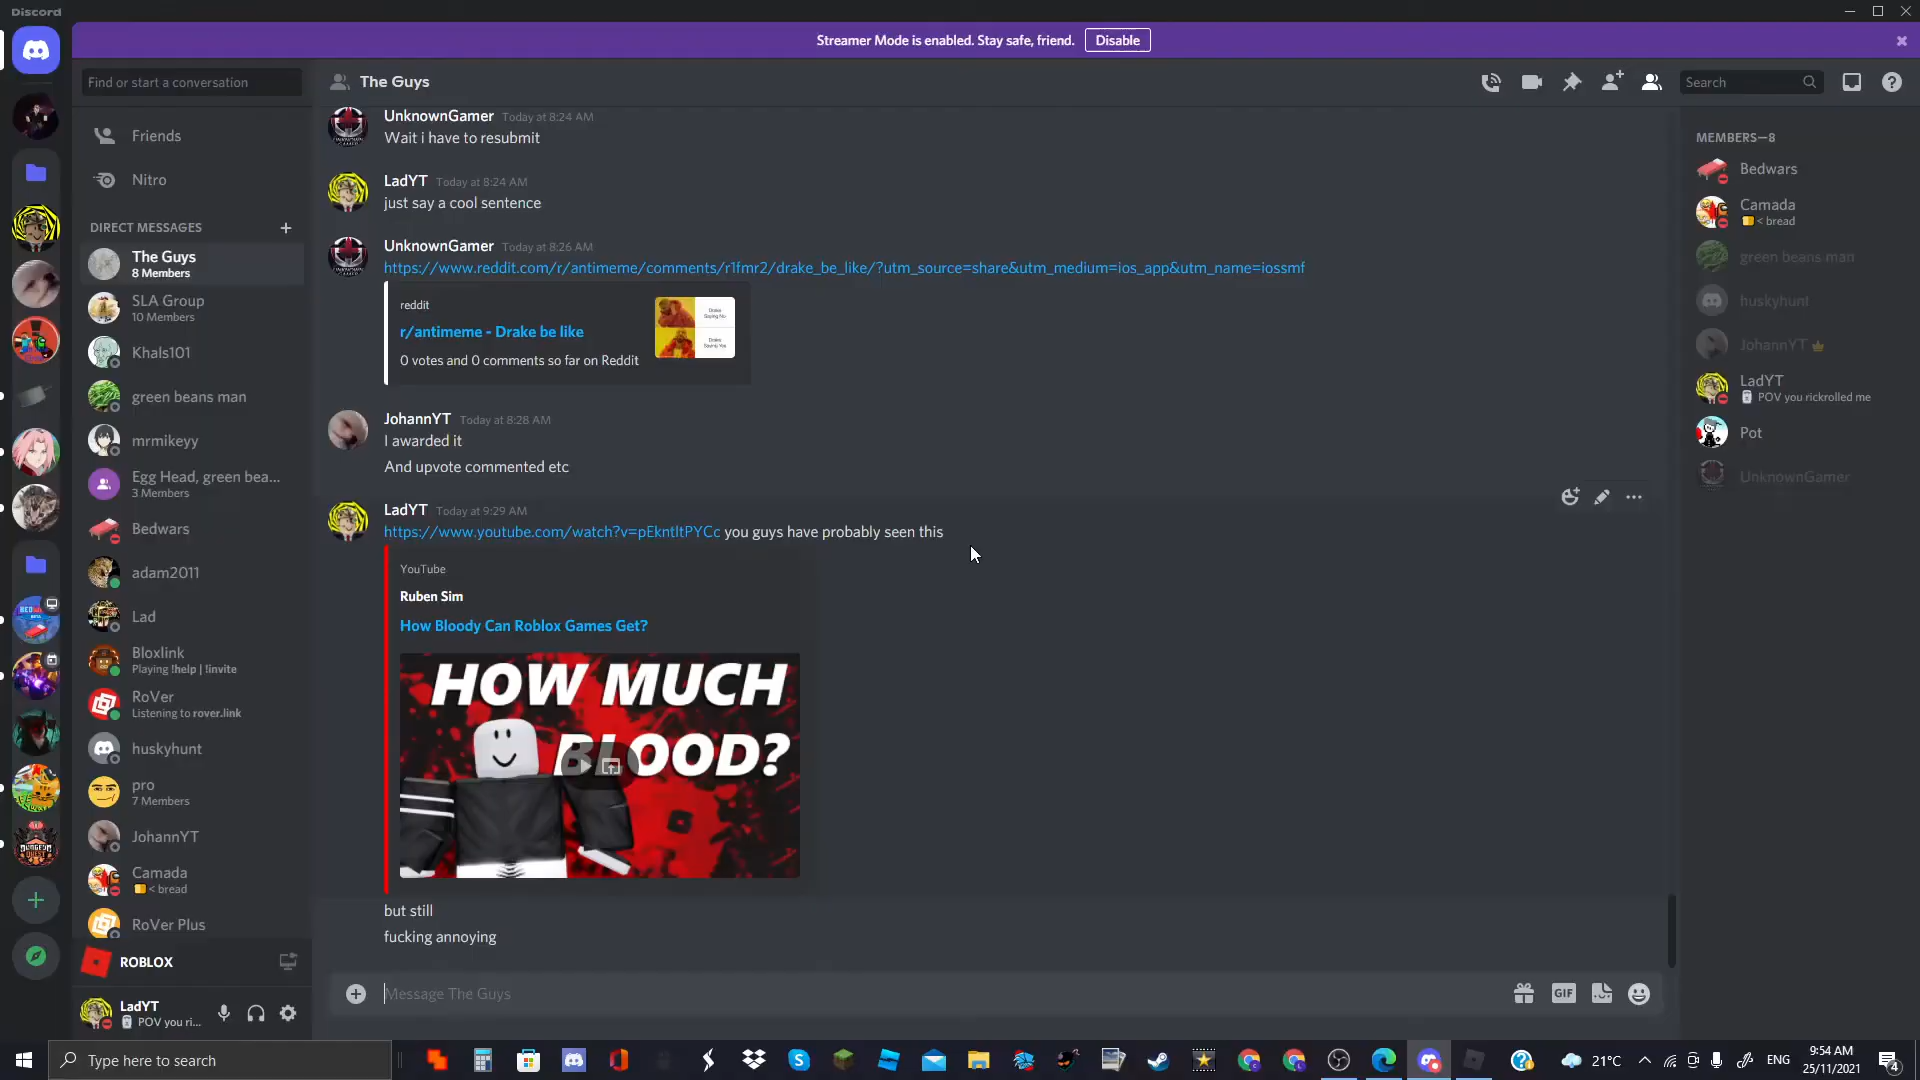 Discord
Streamer Mode is enabled. Stay safe, friend.
Disable
Find or start a conversation
Friends
Nitro
DIRECT MESSAGES
The Guys
8 Members
SLA Group
10 Members
Khals101
green beans man
mrmikeyy
Egg Head, green bea...
3 Members
Bedwars
adam2011
Lad
Bloxlink
Playing !help | !invite
RoVer
Listening to rover.link
huskyhunt
pro
7 Members
JohannYT
Camada
< bread
RoVer Plus
ROBLOX
LadYT
POV you ri...
The Guys
Search
UnknownGamer Today at 8:24 AM
Wait i have to resubmit
LadYT Today at 8:24 AM
just say a cool sentence
UnknownGamer Today at 8:26 AM
https://www.reddit.com/r/antimeme/comments/r1fmr2/drake_be_like/?utm_source=share&utm_medium=ios_app&utm_name=iossmf
reddit
r/antimeme - Drake be like
0 votes and 0 comments so far on Reddit
Drake
Saying No
Drake
Saying Yes
JohannYT Today at 8:28 AM
I awarded it
And upvote commented etc
LadYT Today at 9:29 AM
https://www.youtube.com/watch?v=pEkntltPYCc you guys have probably seen this
YouTube
Ruben Sim
How Bloody Can Roblox Games Get?
HOW MUCH
BLOOD?
but still
fucking annoying
Message The Guys
GIF
MEMBERS—8
Bedwars
Camada
< bread
green beans man
huskyhunt
JohannYT
LadYT
POV you rickrolled me
Pot
UnknownGamer
Type here to search
21°C
ENG
9:54 AM
25/11/2021
4